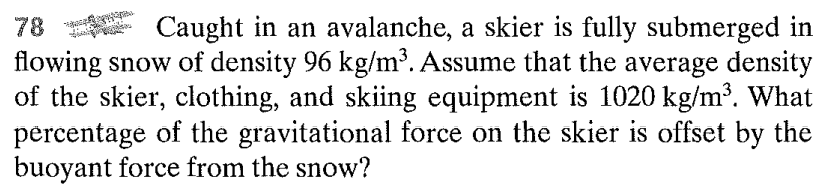 78 Caught in an avalanche, a skier is fully submerged in
flowing snow of density 96 kg/m³. Assume that the average density
of the skier, clothing, and skiing equipment is 1020 kg/m³. What
percentage of the gravitational force on the skier is offset by the
buoyant force from the snow?